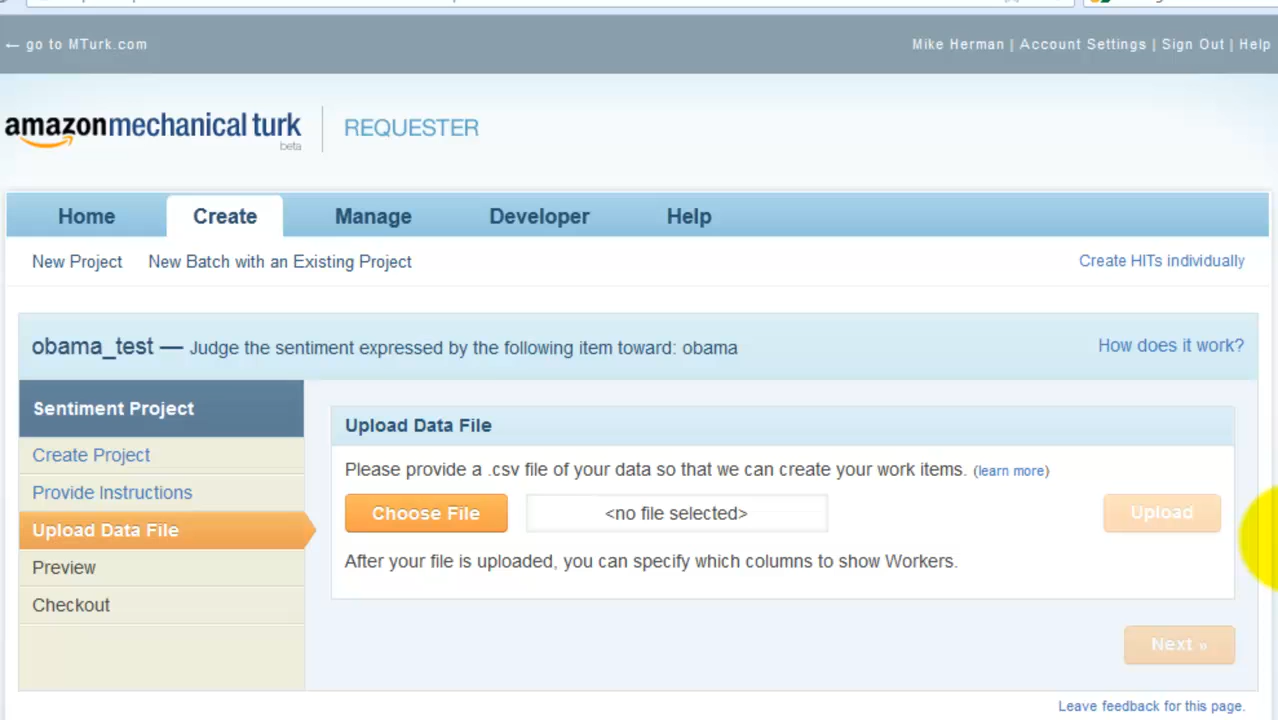 ← go to MTurk.com
Mike Herman | Account Settings | Sign Out | Help
amazonmechanical turk
beta
REQUESTER
Home Create Manage Developer Help
New Project New Batch with an Existing Project Create HITs individually
obama_test — Judge the sentiment expressed by the following item toward: obama How does it work?
Sentiment Project
Create Project
Provide Instructions
Upload Data File
Preview
Checkout
Upload Data File
Please provide a .csv file of your data so that we can create your work items. (learn more)
Choose File <no file selected> Upload
After your file is uploaded, you can specify which columns to show Workers.
Next »
Leave feedback for this page.